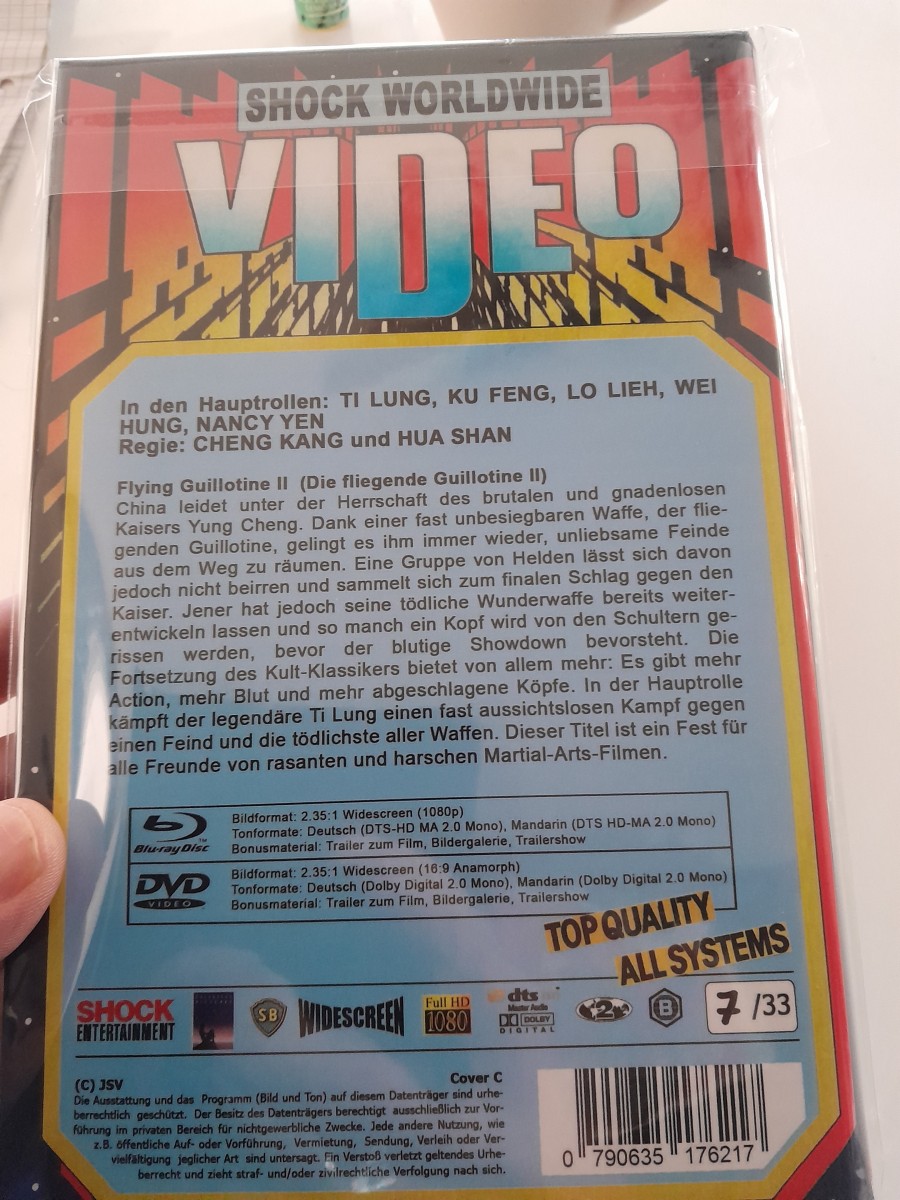 SHOCK WORLDWIDE
VIDEO
In den Hauptrollen: TI LUNG, KU FENG, LO LIEH, WEI
HUNG, NANCY YEN
Regie: CHENG KANG und HUA SHAN
Flying Guillotine II (Die fliegende Guillotine II)
China leidet unter der Herrschaft des brutalen und gnadenlosen
Kaisers Yung Cheng. Dank einer fast unbesiegbaren Waffe, der flie-
genden Guillotine, gelingt es ihm immer wieder, unliebsame Feinde
aus dem Weg zu räumen. Eine Gruppe von Helden lässt sich davon
jedoch nicht beirren und sammelt sich zum finalen Schlag gegen den
Kaiser. Jener hat jedoch seine tödliche Wunderwaffe bereits weiter-
entwickeln lassen und so manch ein Kopf wird von den Schultern ge-
rissen werden, bevor der blutige Showdown bevorsteht. Die
Fortsetzung des Kult-Klassikers bietet von allem mehr: Es gibt mehr
Action, mehr Blut und mehr abgeschlagene Köpfe. In der Hauptrolle
kämpft der legendäre Ti Lung einen fast aussichtslosen Kampf gegen
einen Feind und die tödlichste aller Waffen. Dieser Titel ist ein Fest für
alle Freunde von rasanten und harschen Martial-Arts-Filmen.
Blu-ray Disc
Bildformat: 2.35:1 Widescreen (1080p)
Tonformate: Deutsch (DTS-HD MA 2.0 Mono), Mandarin (DTS HD-MA 2.0 Mono)
Bonusmaterial: Trailer zum Film, Bildergalerie, Trailershow
DVD VIDEO
Bildformat: 2.35:1 Widescreen (16:9 Anamorph)
Tonformate: Deutsch (Dolby Digital 2.0 Mono), Mandarin (Dolby Digital 2.0 Mono)
Bonusmaterial: Trailer zum Film, Bildergalerie, Trailershow
TOP QUALITY
ALL SYSTEMS
SHOCK ENTERTAINMENT
SB
WIDESCREEN
Full HD 1080
dts Master Audio
DOLBY DIGITAL
2
B
7 /33
(C) JSV
Cover C
Die Ausstattung und das Programm (Bild und Ton) auf diesem Datenträger sind urhe-
berrechtlich geschützt. Der Besitz des Datenträgers berechtigt ausschließlich zur Vor-
führung im privaten Bereich für nichtgewerbliche Zwecke. Jede andere Nutzung, wie
z.B. öffentliche Auf- oder Vorführung, Vermietung, Sendung, Verleih oder Ver-
vielfältigung jeglicher Art sind untersagt. Ein Verstoß verletzt geltendes Urhe-
berrecht und zieht straf- und/oder zivilrechtliche Verfolgung nach sich.
0 790635 176217